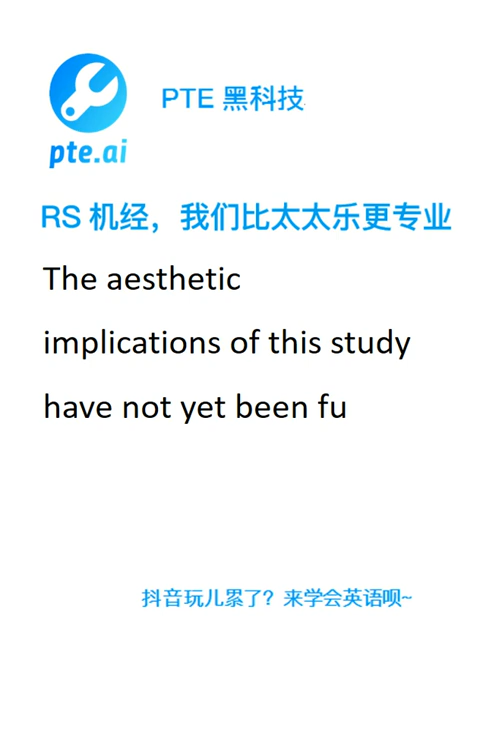 PTE 黑科技
pte.ai
RS 机经，我们比太太乐更专业
The aesthetic
implications of this study
have not yet been fu
抖音玩儿累了？来学会英语呗~